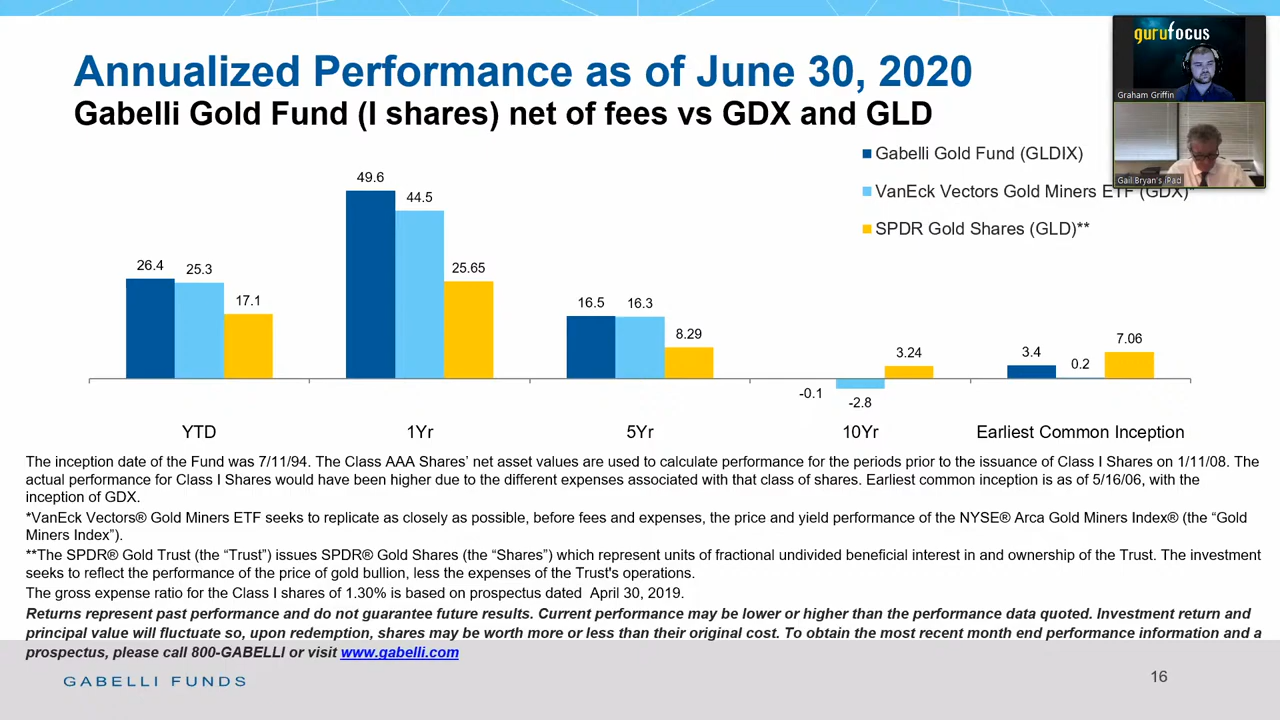 gurufocus
Graham Griffin
Gail Bryan's iPad
Annualized Performance as of June 30, 2020
Gabelli Gold Fund (I shares) net of fees vs GDX and GLD
Gabelli Gold Fund (GLDIX)
VanEck Vectors Gold Miners ETF (GDX)*
SPDR Gold Shares (GLD)**
26.4
25.3
17.1
49.6
44.5
25.65
16.5
16.3
8.29
-0.1
-2.8
3.24
3.4
0.2
7.06
YTD
1Yr
5Yr
10Yr
Earliest Common Inception
The inception date of the Fund was 7/11/94. The Class AAA Shares' net asset values are used to calculate performance for the periods prior to the issuance of Class I Shares on 1/11/08. The
actual performance for Class I Shares would have been higher due to the different expenses associated with that class of shares. Earliest common inception is as of 5/16/06, with the
inception of GDX.
*VanEck Vectors® Gold Miners ETF seeks to replicate as closely as possible, before fees and expenses, the price and yield performance of the NYSE® Arca Gold Miners Index® (the “Gold
Miners Index”).
**The SPDR® Gold Trust (the “Trust”) issues SPDR® Gold Shares (the “Shares”) which represent units of fractional undivided beneficial interest in and ownership of the Trust. The investment
seeks to reflect the performance of the price of gold bullion, less the expenses of the Trust's operations.
The gross expense ratio for the Class I shares of 1.30% is based on prospectus dated April 30, 2019.
Returns represent past performance and do not guarantee future results. Current performance may be lower or higher than the performance data quoted. Investment return and
principal value will fluctuate so, upon redemption, shares may be worth more or less than their original cost. To obtain the most recent month end performance information and a
prospectus, please call 800-GABELLI or visit www.gabelli.com
GABELLI FUNDS
16